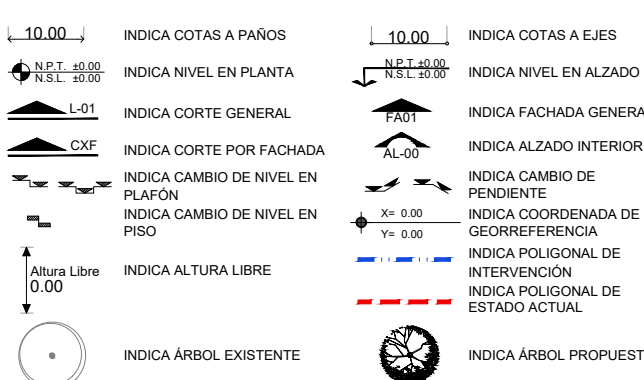 10.00 INDICA COTAS A PAÑOS
10.00 INDICA COTAS A EJES
N.P.T. ±0.00
N.S.L. ±0.00
INDICA NIVEL EN PLANTA
N.P.T. ±0.00
N.S.L. ±0.00
INDICA NIVEL EN ALZADO
L-01 INDICA CORTE GENERAL
FA01 INDICA FACHADA GENERA
CXF INDICA CORTE POR FACHADA
AL-00 INDICA ALZADO INTERIOR
INDICA CAMBIO DE NIVEL EN
PLAFÓN
INDICA CAMBIO DE
PENDIENTE
INDICA CAMBIO DE NIVEL EN
PISO
X= 0.00
Y= 0.00
INDICA COORDENADA DE
GEORREFERENCIA
Altura Libre
0.00
INDICA ALTURA LIBRE
INDICA POLIGONAL DE
INTERVENCIÓN
INDICA POLIGONAL DE
ESTADO ACTUAL
INDICA ÁRBOL EXISTENTE
INDICA ÁRBOL PROPUEST